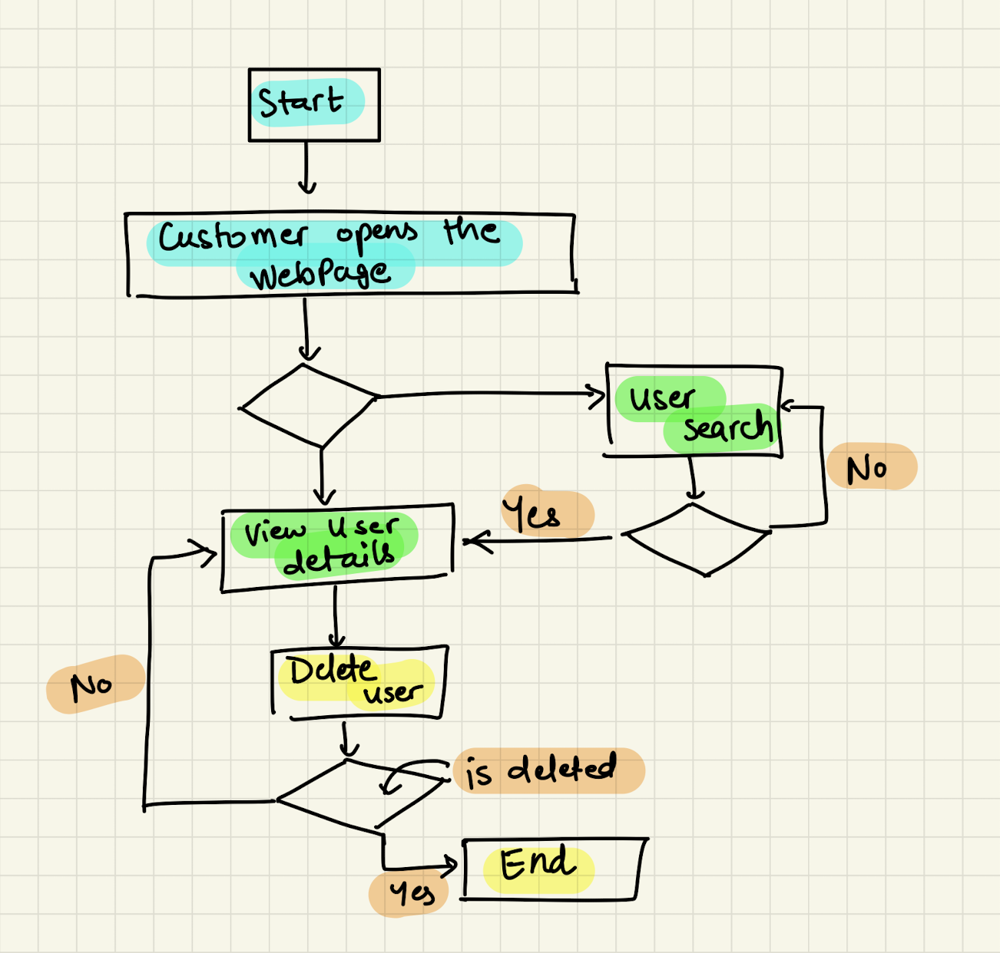 Start
Customer opens the
WebPage
User
search
No
Yes
View User
details
Delete
user
No
is deleted
End
Yes